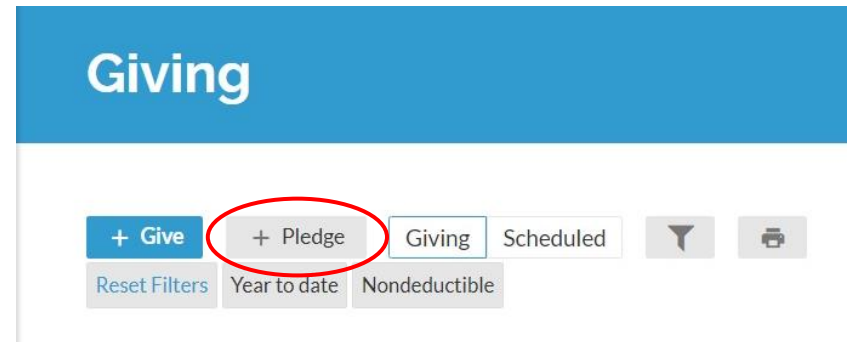 Giving
+ Give + Pledge Giving Scheduled
Reset Filters Year to date Nondeductible